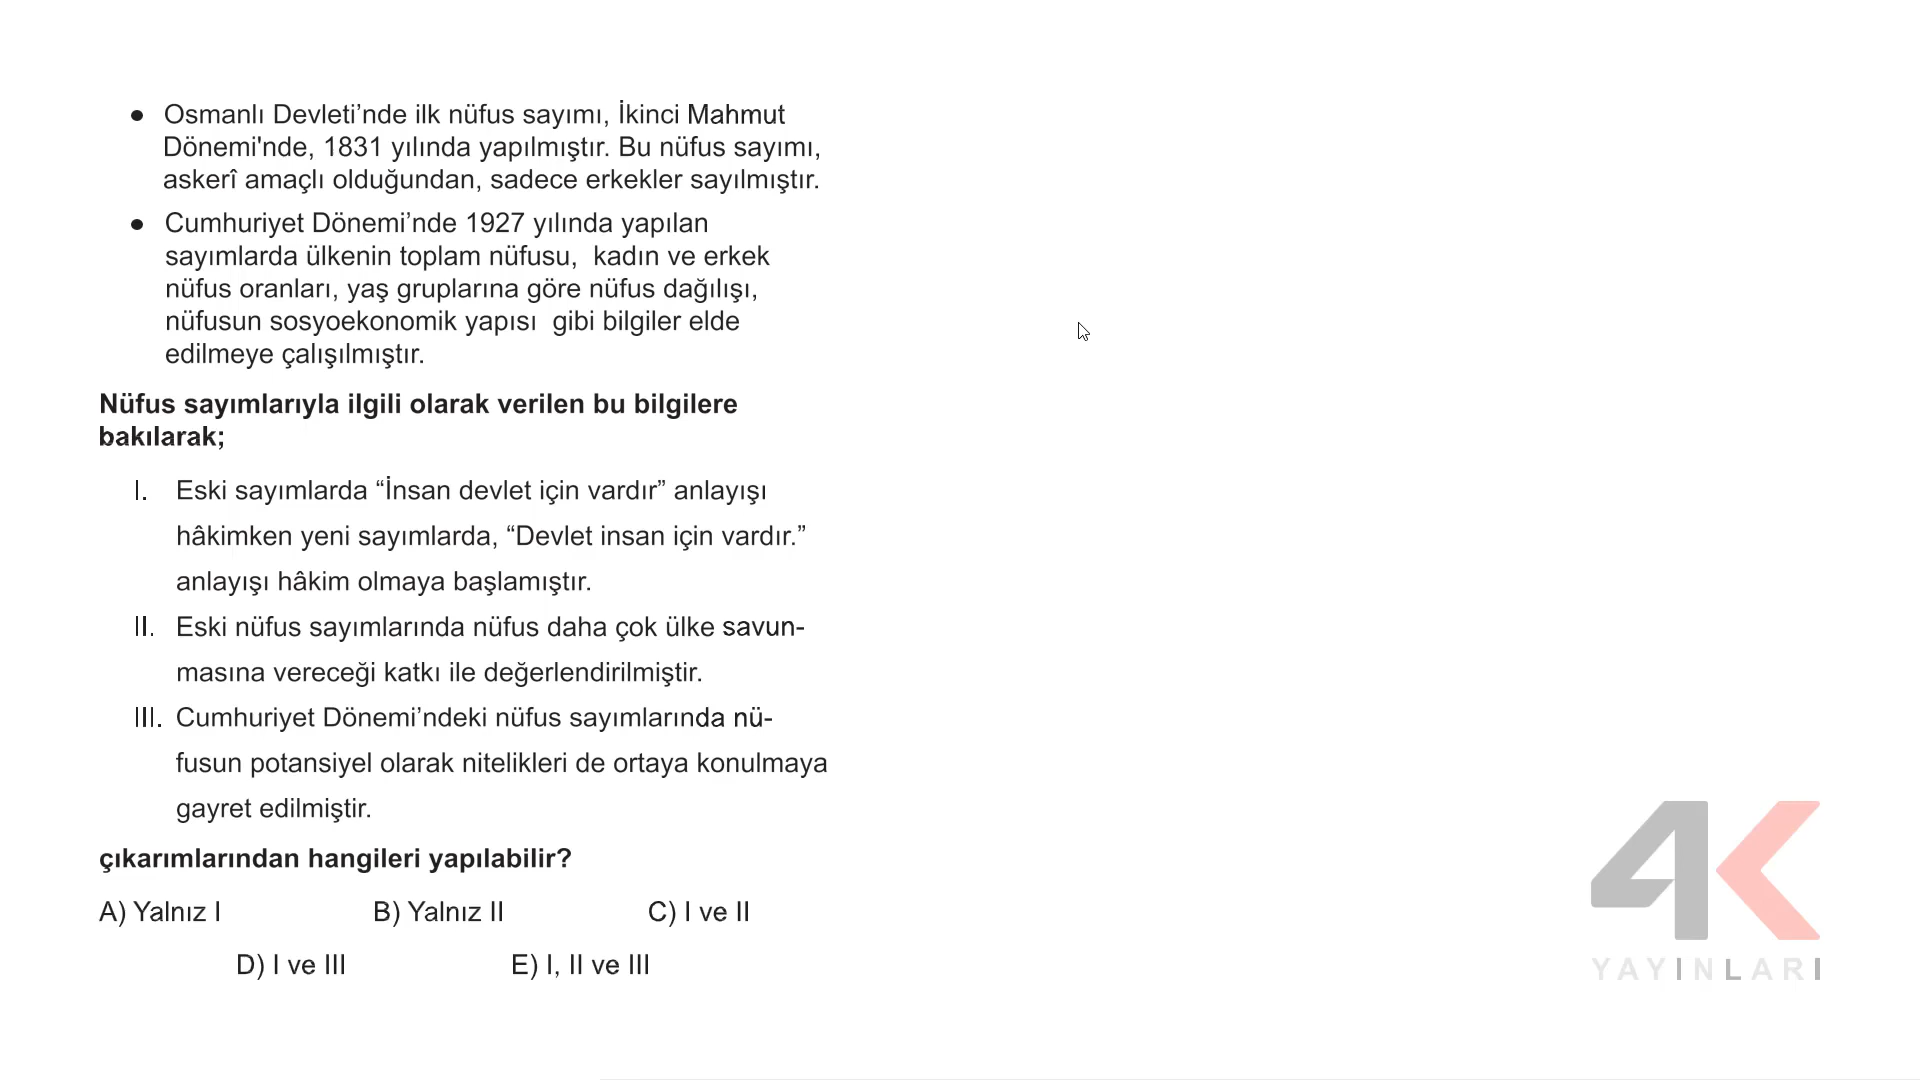 ● Osmanlı Devleti’nde ilk nüfus sayımı, İkinci Mahmut
Dönemi'nde, 1831 yılında yapılmıştır. Bu nüfus sayımı,
askerî amaçlı olduğundan, sadece erkekler sayılmıştır.
● Cumhuriyet Dönemi’nde 1927 yılında yapılan
sayımlarda ülkenin toplam nüfusu, kadın ve erkek
nüfus oranları, yaş gruplarına göre nüfus dağılışı,
nüfusun sosyoekonomik yapısı gibi bilgiler elde
edilmeye çalışılmıştır.
Nüfus sayımlarıyla ilgili olarak verilen bu bilgilere
bakılarak;
I. Eski sayımlarda “İnsan devlet için vardır” anlayışı
hâkimken yeni sayımlarda, “Devlet insan için vardır.”
anlayışı hâkim olmaya başlamıştır.
II. Eski nüfus sayımlarında nüfus daha çok ülke savun-
masına vereceği katkı ile değerlendirilmiştir.
III. Cumhuriyet Dönemi’ndeki nüfus sayımlarında nü-
fusun potansiyel olarak nitelikleri de ortaya konulmaya
gayret edilmiştir.
çıkarımlarından hangileri yapılabilir?
A) Yalnız I B) Yalnız II C) I ve II
D) I ve III E) I, II ve III
4K
YAYINLARI